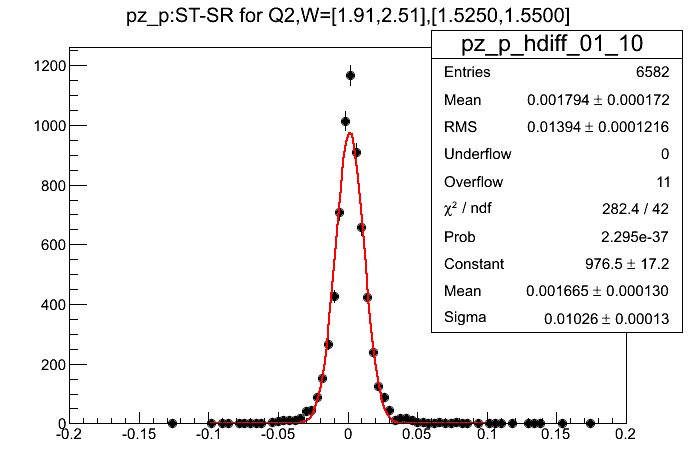 pz_p:ST-SR for Q2,W=[1.91,2.51],[1.5250,1.5500]
pz_p_hdiff_01_10
Entries 6582
Mean 0.001794 ± 0.000172
RMS 0.01394 ± 0.0001216
Underflow 0
Overflow 11
χ² / ndf 282.4 / 42
Prob 2.295e-37
Constant 976.5 ± 17.2
Mean 0.001665 ± 0.000130
Sigma 0.01026 ± 0.00013
1200
1000
800
600
400
200
0
-0.2 -0.15 -0.1 -0.05 0 0.05 0.1 0.15 0.2